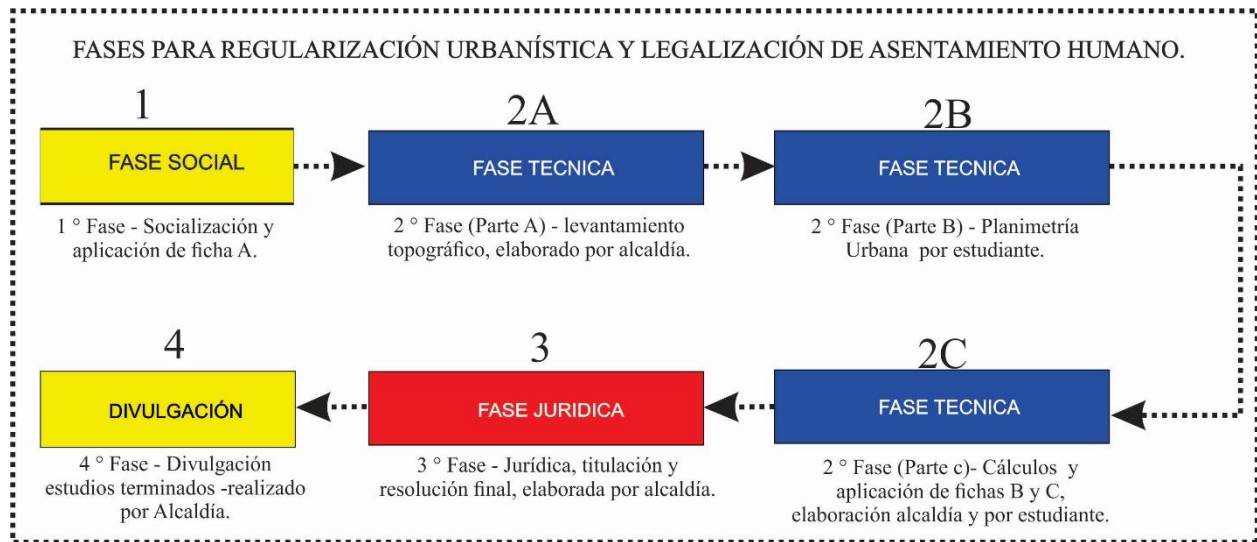 FASES PARA REGULARIZACIÓN URBANÍSTICA Y LEGALIZACIÓN DE ASENTAMIENTO HUMANO.
1
FASE SOCIAL
1 ° Fase - Socialización y
aplicación de ficha A.
2A
FASE TECNICA
2 ° Fase (Parte A) - levantamiento
topográfico, elaborado por alcaldía.
2B
FASE TECNICA
2 ° Fase (Parte B) - Planimetría
Urbana por estudiante.
2C
FASE TECNICA
2 ° Fase (Parte c)- Cálculos y
aplicación de fichas B y C,
elaboración alcaldía y por estudiante.
3
FASE JURIDICA
3 ° Fase - Jurídica, titulación y
resolución final, elaborada por alcaldía.
4
DIVULGACIÓN
4 ° Fase - Divulgación
estudios terminados -realizado
por Alcaldía.